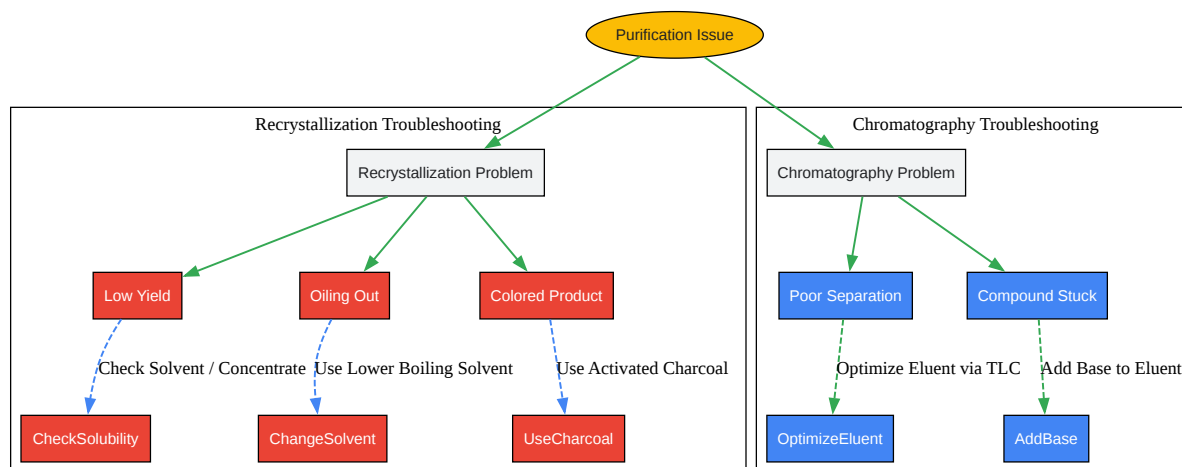 Purification Issue
Recrystallization Troubleshooting
Chromatography Troubleshooting
Recrystallization Problem
Chromatography Problem
Low Yield
Oiling Out
Colored Product
Poor Separation
Compound Stuck
Check Solvent / Concentrate
Use Lower Boiling Solvent
Use Activated Charcoal
Optimize Eluent via TLC
Add Base to Eluent
CheckSolubility
ChangeSolvent
UseCharcoal
OptimizeEluent
AddBase